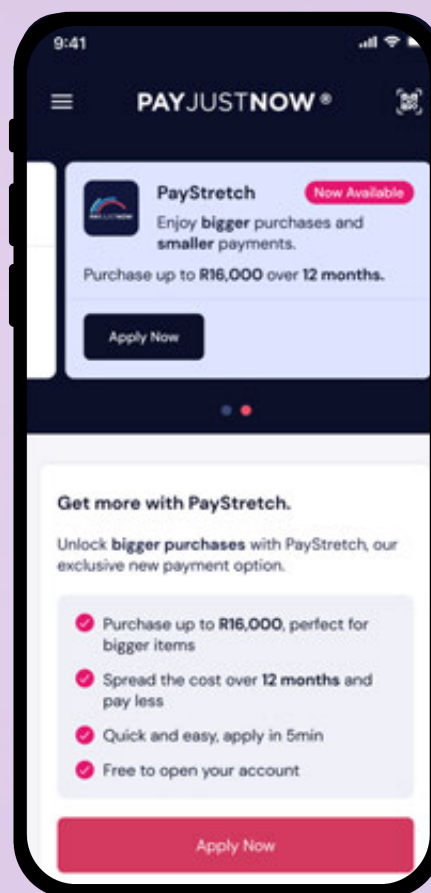 9:41
PAYJUSTNOW®
PayStretch
Now Available
Enjoy bigger purchases and
smaller payments.
Purchase up to R16,000 over 12 months.
Apply Now
Get more with PayStretch.
Unlock bigger purchases with PayStretch, our
exclusive new payment option.
Purchase up to R16,000, perfect for
bigger items
Spread the cost over 12 months and
pay less
Quick and easy, apply in 5min
Free to open your account
Apply Now